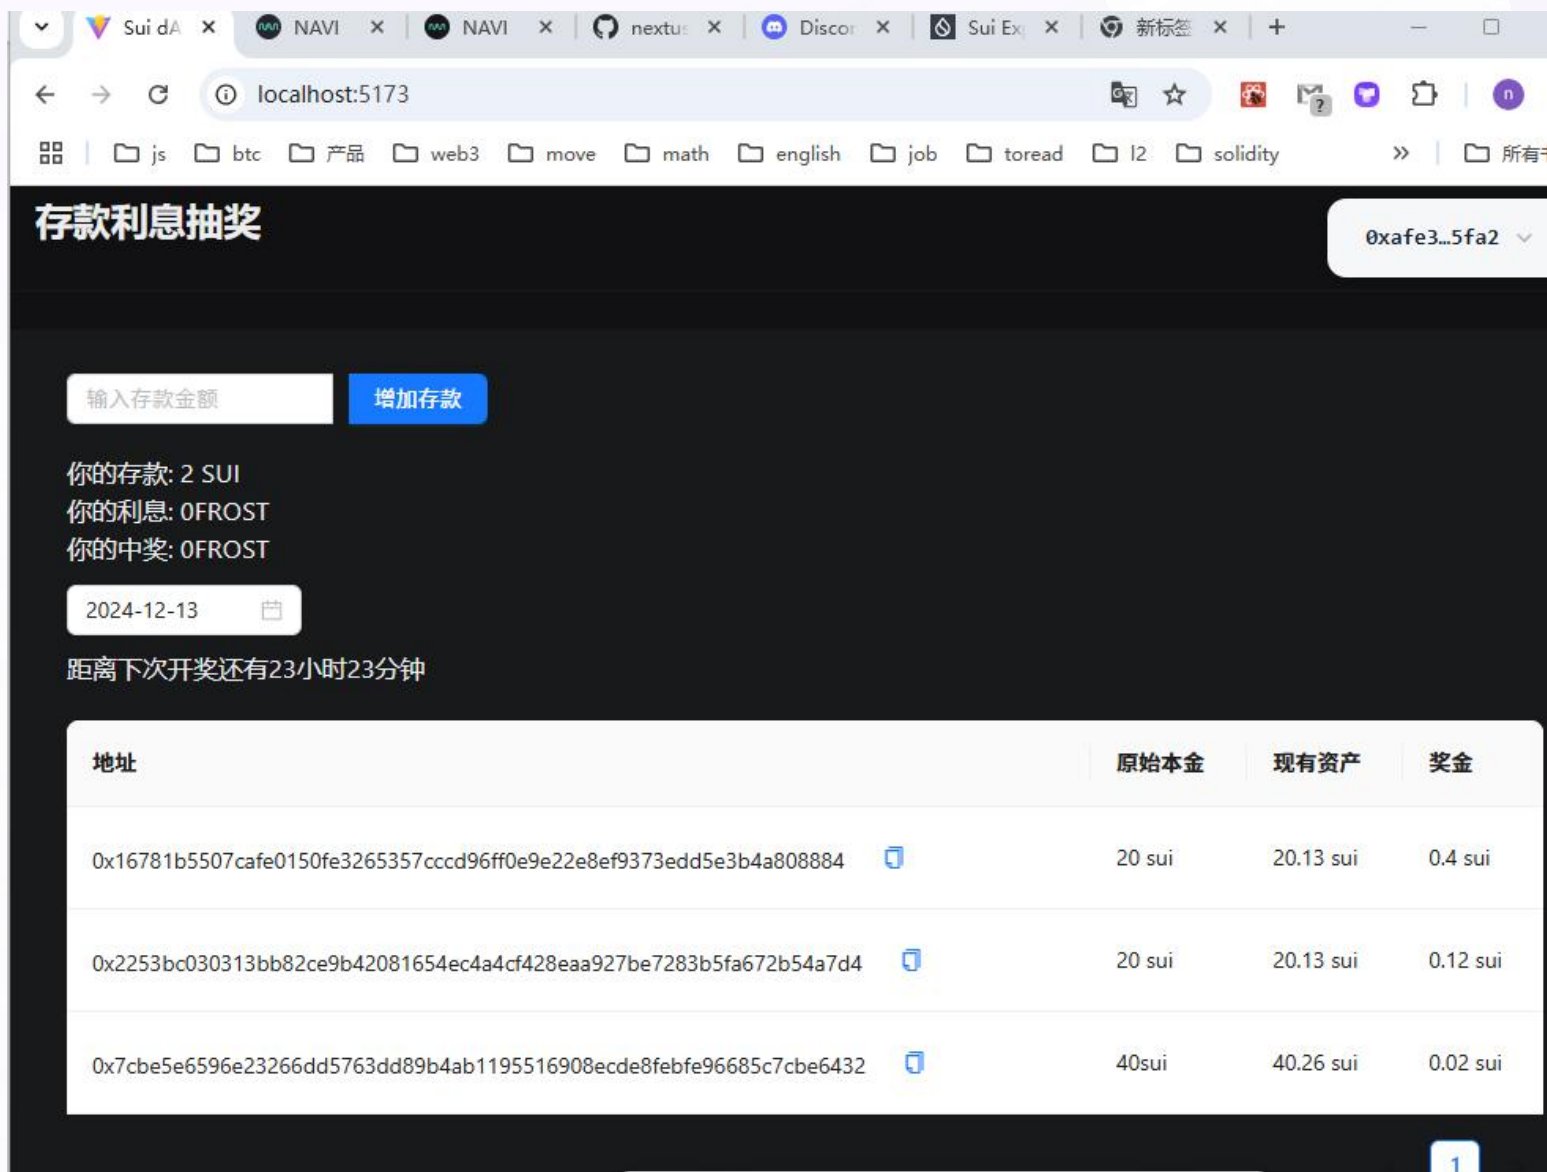 Sui dA NAVI NAVI nextu Discor Sui Ex 新标签
localhost:5173 n
js btc 产品 web3 move math english job toread l2 solidity 所有
存款利息抽奖 0xafe3...5fa2
输入存款金额 增加存款
你的存款: 2 SUI
你的利息: 0FROST
你的中奖: 0FROST
2024-12-13
距离下次开奖还有23小时23分钟
地址 原始本金 现有资产 奖金
0x16781b5507cafe0150fe3265357cccd96ff0e9e22e8ef9373edd5e3b4a808884 20 sui 20.13 sui 0.4 sui
0x2253bc030313bb82ce9b42081654ec4a4cf428eaa927be7283b5fa672b54a7d4 20 sui 20.13 sui 0.12 sui
0x7cbe5e6596e23266dd5763dd89b4ab1195516908ecde8febfe96685c7cbe6432 40sui 40.26 sui 0.02 sui
1